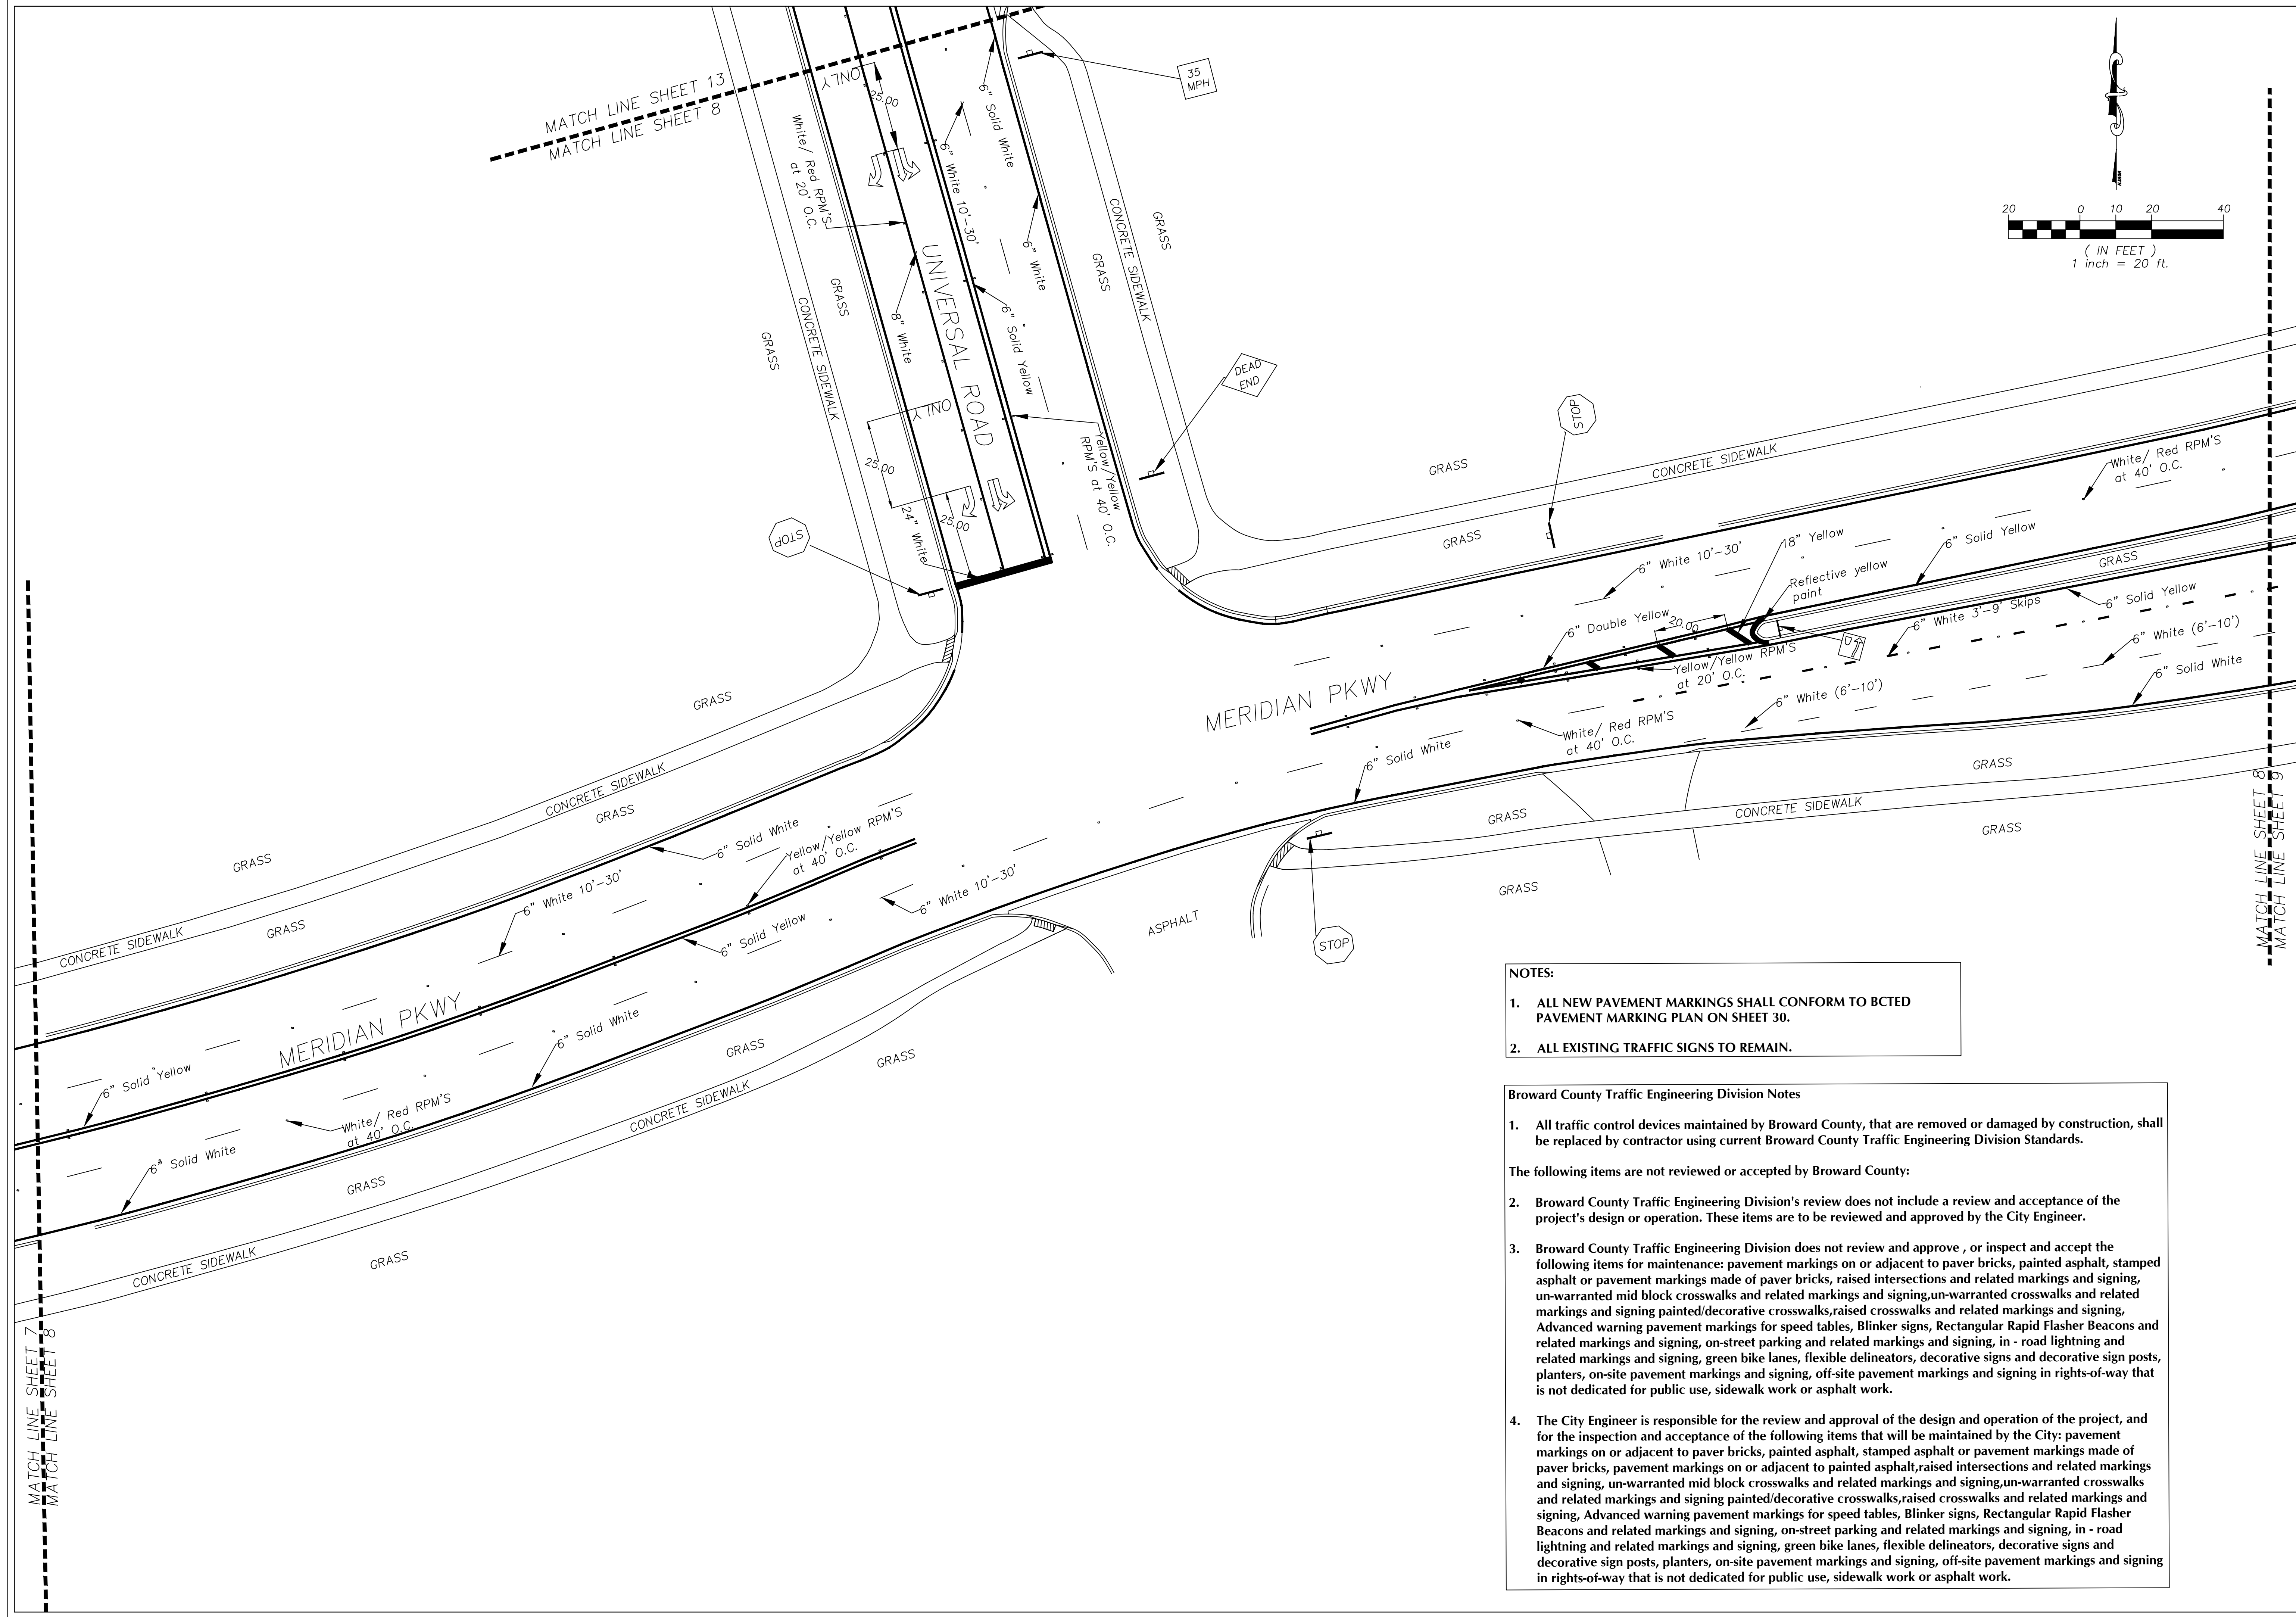 MATCH LINE SHEET 13
MATCH LINE SHEET 8
ONLY
25.00
White/ Red RPM'S
at 20' O.C.
6" White 10'-30'
6" Solid White
35
MPH
NORTH
20 0 10 20 40
( IN FEET )
1 inch = 20 ft.
GRASS
CONCRETE SIDEWALK
GRASS
8" White
UNIVERSAL ROAD
6" Solid Yellow
6" White
GRASS
CONCRETE SIDEWALK
GRASS
DEAD
END
ONLY
25.00
25.00
24" White
Yellow/Yellow
RPM'S at 40' O.C.
STOP
STOP
GRASS
CONCRETE SIDEWALK
GRASS
White/ Red RPM'S
at 40' O.C.
6" White 10'-30'
18" Yellow
6" Solid Yellow
Reflective yellow
paint
GRASS
6" Double Yellow
20.00
6" White 3'-9' Skips
6" Solid Yellow
Yellow/Yellow RPM'S
at 20' O.C.
6" White (6'-10')
6" White (6'-10')
6" Solid White
MERIDIAN PKWY
White/ Red RPM'S
at 40' O.C.
6" Solid White
GRASS
GRASS
CONCRETE SIDEWALK
GRASS
GRASS
STOP
ASPHALT
MATCH LINE SHEET 8
MATCH LINE SHEET 9
GRASS
CONCRETE SIDEWALK
GRASS
GRASS
6" Solid White
Yellow/Yellow RPM'S
at 40' O.C.
6" White 10'-30'
6" White 10'-30'
6" Solid Yellow
GRASS
CONCRETE SIDEWALK
MERIDIAN PKWY
6" Solid White
6" Solid Yellow
White/ Red RPM'S
at 40' O.C.
6" Solid White
GRASS
GRASS
CONCRETE SIDEWALK
GRASS
CONCRETE SIDEWALK
GRASS
MATCH LINE SHEET 7
MATCH LINE SHEET 8
NOTES:
1. ALL NEW PAVEMENT MARKINGS SHALL CONFORM TO BCTED
PAVEMENT MARKING PLAN ON SHEET 30.
2. ALL EXISTING TRAFFIC SIGNS TO REMAIN.
Broward County Traffic Engineering Division Notes
1. All traffic control devices maintained by Broward County, that are removed or damaged by construction, shall
be replaced by contractor using current Broward County Traffic Engineering Division Standards.
The following items are not reviewed or accepted by Broward County:
2. Broward County Traffic Engineering Division's review does not include a review and acceptance of the
project's design or operation. These items are to be reviewed and approved by the City Engineer.
3. Broward County Traffic Engineering Division does not review and approve , or inspect and accept the
following items for maintenance: pavement markings on or adjacent to paver bricks, painted asphalt, stamped
asphalt or pavement markings made of paver bricks, raised intersections and related markings and signing,
un-warranted mid block crosswalks and related markings and signing,un-warranted crosswalks and related
markings and signing painted/decorative crosswalks,raised crosswalks and related markings and signing,
Advanced warning pavement markings for speed tables, Blinker signs, Rectangular Rapid Flasher Beacons and
related markings and signing, on-street parking and related markings and signing, in - road lightning and
related markings and signing, green bike lanes, flexible delineators, decorative signs and decorative sign posts,
planters, on-site pavement markings and signing, off-site pavement markings and signing in rights-of-way that
is not dedicated for public use, sidewalk work or asphalt work.
4. The City Engineer is responsible for the review and approval of the design and operation of the project, and
for the inspection and acceptance of the following items that will be maintained by the City: pavement
markings on or adjacent to paver bricks, painted asphalt, stamped asphalt or pavement markings made of
paver bricks, pavement markings on or adjacent to painted asphalt,raised intersections and related markings
and signing, un-warranted mid block crosswalks and related markings and signing,un-warranted crosswalks
and related markings and signing painted/decorative crosswalks,raised crosswalks and related markings and
signing, Advanced warning pavement markings for speed tables, Blinker signs, Rectangular Rapid Flasher
Beacons and related markings and signing, on-street parking and related markings and signing, in - road
lightning and related markings and signing, green bike lanes, flexible delineators, decorative signs and
decorative sign posts, planters, on-site pavement markings and signing, off-site pavement markings and signing
in rights-of-way that is not dedicated for public use, sidewalk work or asphalt work.